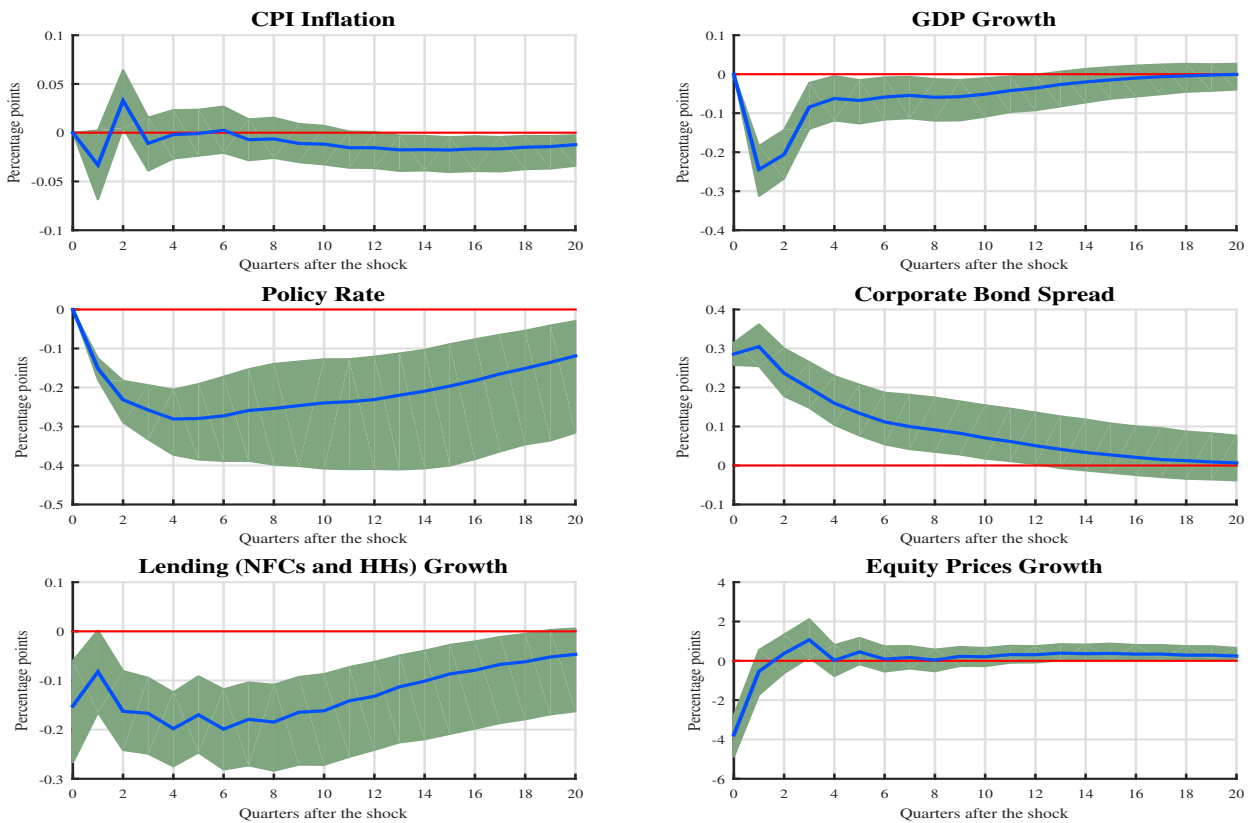 CPI Inflation
Percentage points
0.1
0.05
0
-0.05
-0.1
0 2 4 6 8 10 12 14 16 18 20
Quarters after the shock
GDP Growth
Percentage points
0.1
0
-0.1
-0.2
-0.3
-0.4
0 2 4 6 8 10 12 14 16 18 20
Quarters after the shock
Policy Rate
Percentage points
0
-0.1
-0.2
-0.3
-0.4
-0.5
0 2 4 6 8 10 12 14 16 18 20
Quarters after the shock
Corporate Bond Spread
Percentage points
0.4
0.3
0.2
0.1
0
-0.1
0 2 4 6 8 10 12 14 16 18 20
Quarters after the shock
Lending (NFCs and HHs) Growth
Percentage points
0.1
0
-0.1
-0.2
-0.3
0 2 4 6 8 10 12 14 16 18 20
Quarters after the shock
Equity Prices Growth
Percentage points
4
2
0
-2
-4
-6
0 2 4 6 8 10 12 14 16 18 20
Quarters after the shock